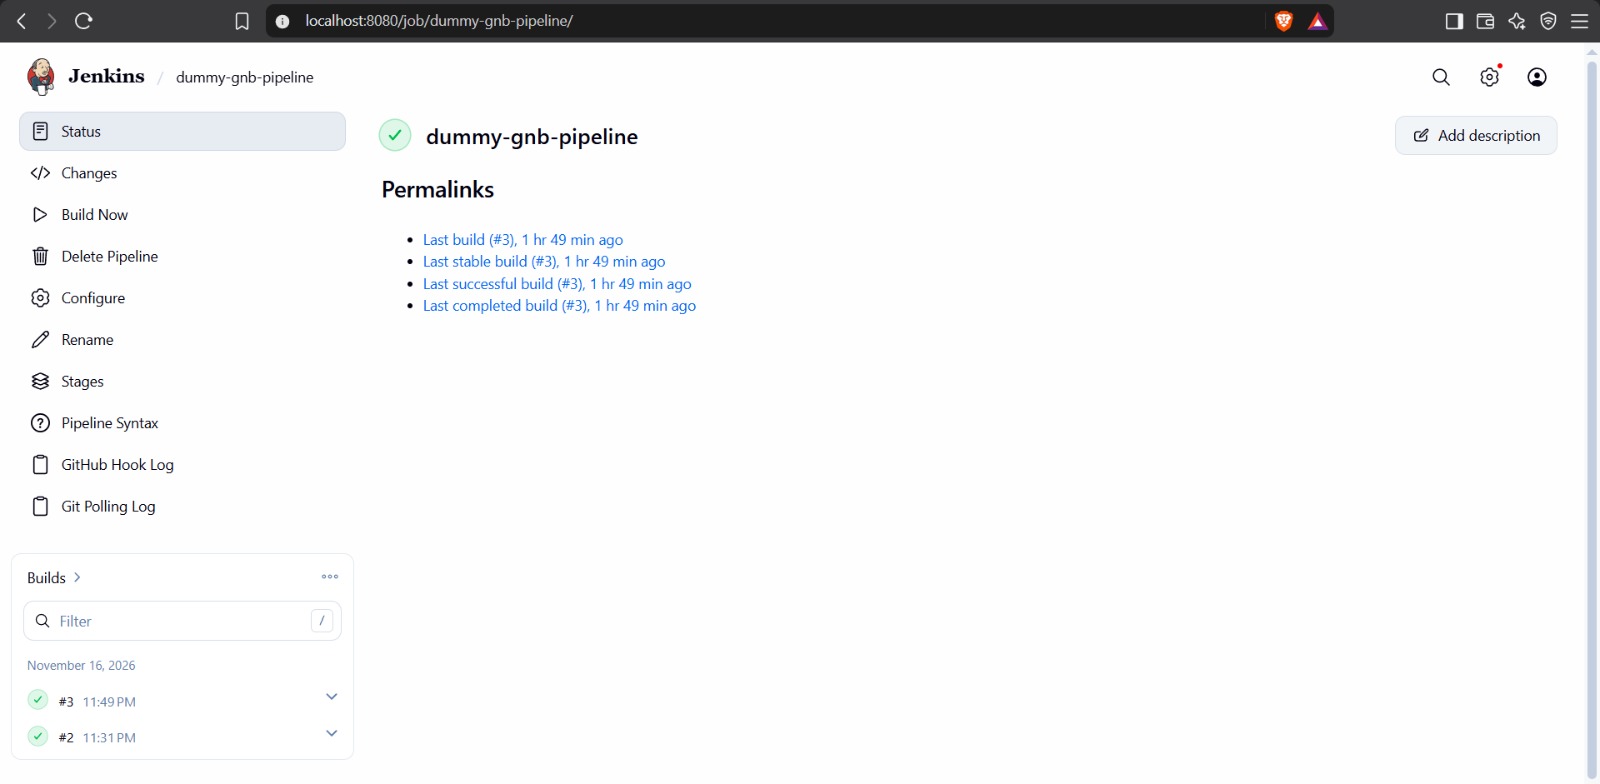 localhost:8080/job/dummy-gnb-pipeline/
Jenkins / dummy-gnb-pipeline
Status
Changes
Build Now
Delete Pipeline
Configure
Rename
Stages
Pipeline Syntax
GitHub Hook Log
Git Polling Log
Builds
Filter /
November 16, 2026
#3 11:49 PM
#2 11:31 PM
dummy-gnb-pipeline
Add description
Permalinks
Last build (#3), 1 hr 49 min ago
Last stable build (#3), 1 hr 49 min ago
Last successful build (#3), 1 hr 49 min ago
Last completed build (#3), 1 hr 49 min ago